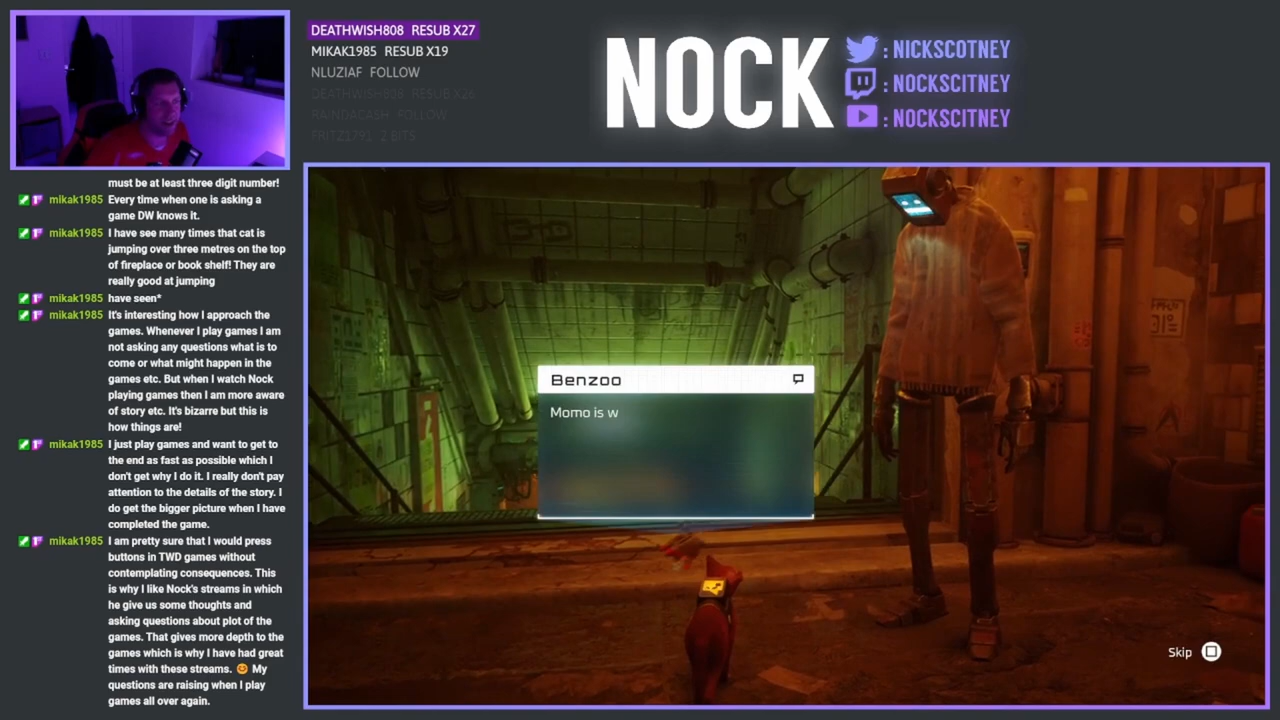 DEATHWISH808 RESUB X27
MIKAK1985 RESUB X19
NLUZIAF FOLLOW
DEATHWISH808 RESUB X26
RAINDACASH FOLLOW
FRITZ1791 2 BITS
NOCK
: NICKSCOTNEY
: NOCKSCITNEY
: NOCKSCITNEY
must be at least three digit number!
mikak1985 Every time when one is asking a
game DW knows it.
mikak1985 I have see many times that cat is
jumping over three metres on the top
of fireplace or book shelf! They are
really good at jumping
mikak1985 have seen*
mikak1985 It's interesting how I approach the
games. Whenever I play games I am
not asking any questions what is to
come or what might happen in the
games etc. But when I watch Nock
playing games then I am more aware
of story etc. It's bizarre but this is
how things are!
mikak1985 I just play games and want to get to
the end as fast as possible which I
don't get why I do it. I really don't pay
attention to the details of the story. I
do get the bigger picture when I have
completed the game.
mikak1985 I am pretty sure that I would press
buttons in TWD games without
contemplating consequences. This
is why I like Nock's streams in which
he give us some thoughts and
asking questions about plot of the
games. That gives more depth to the
games which is why I have had great
times with these streams. 😊 My
questions are raising when I play
games all over again.
Benzoo
Momo is w
Skip